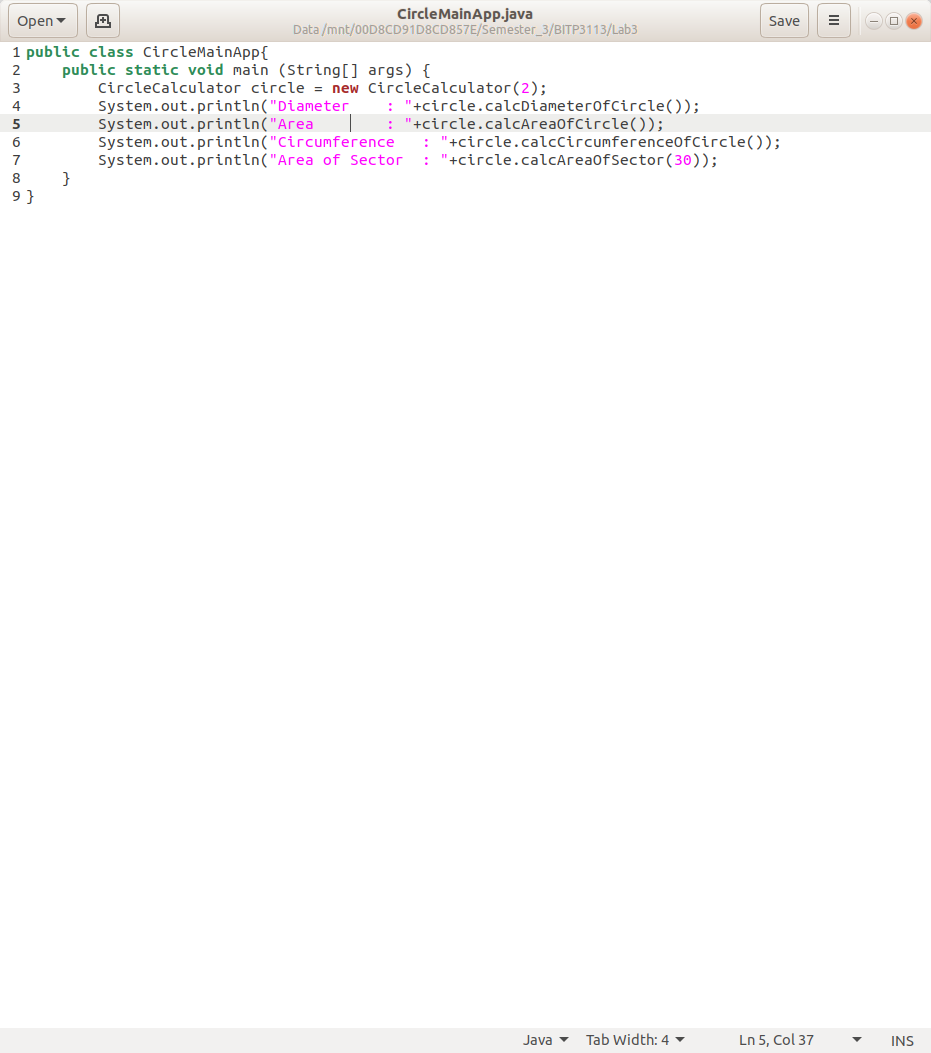 Open
CircleMainApp.java
Data /mnt/00D8CD91D8CD857E/Semester_3/BITP3113/Lab3
Save
1 public class CircleMainApp{
2     public static void main (String[] args) {
3         CircleCalculator circle = new CircleCalculator(2);
4         System.out.println("Diameter    : "+circle.calcDiameterOfCircle());
5         System.out.println("Area        : "+circle.calcAreaOfCircle());
6         System.out.println("Circumference   : "+circle.calcCircumferenceOfCircle());
7         System.out.println("Area of Sector  : "+circle.calcAreaOfSector(30));
8     }
9 }
Java Tab Width: 4 Ln 5, Col 37 INS